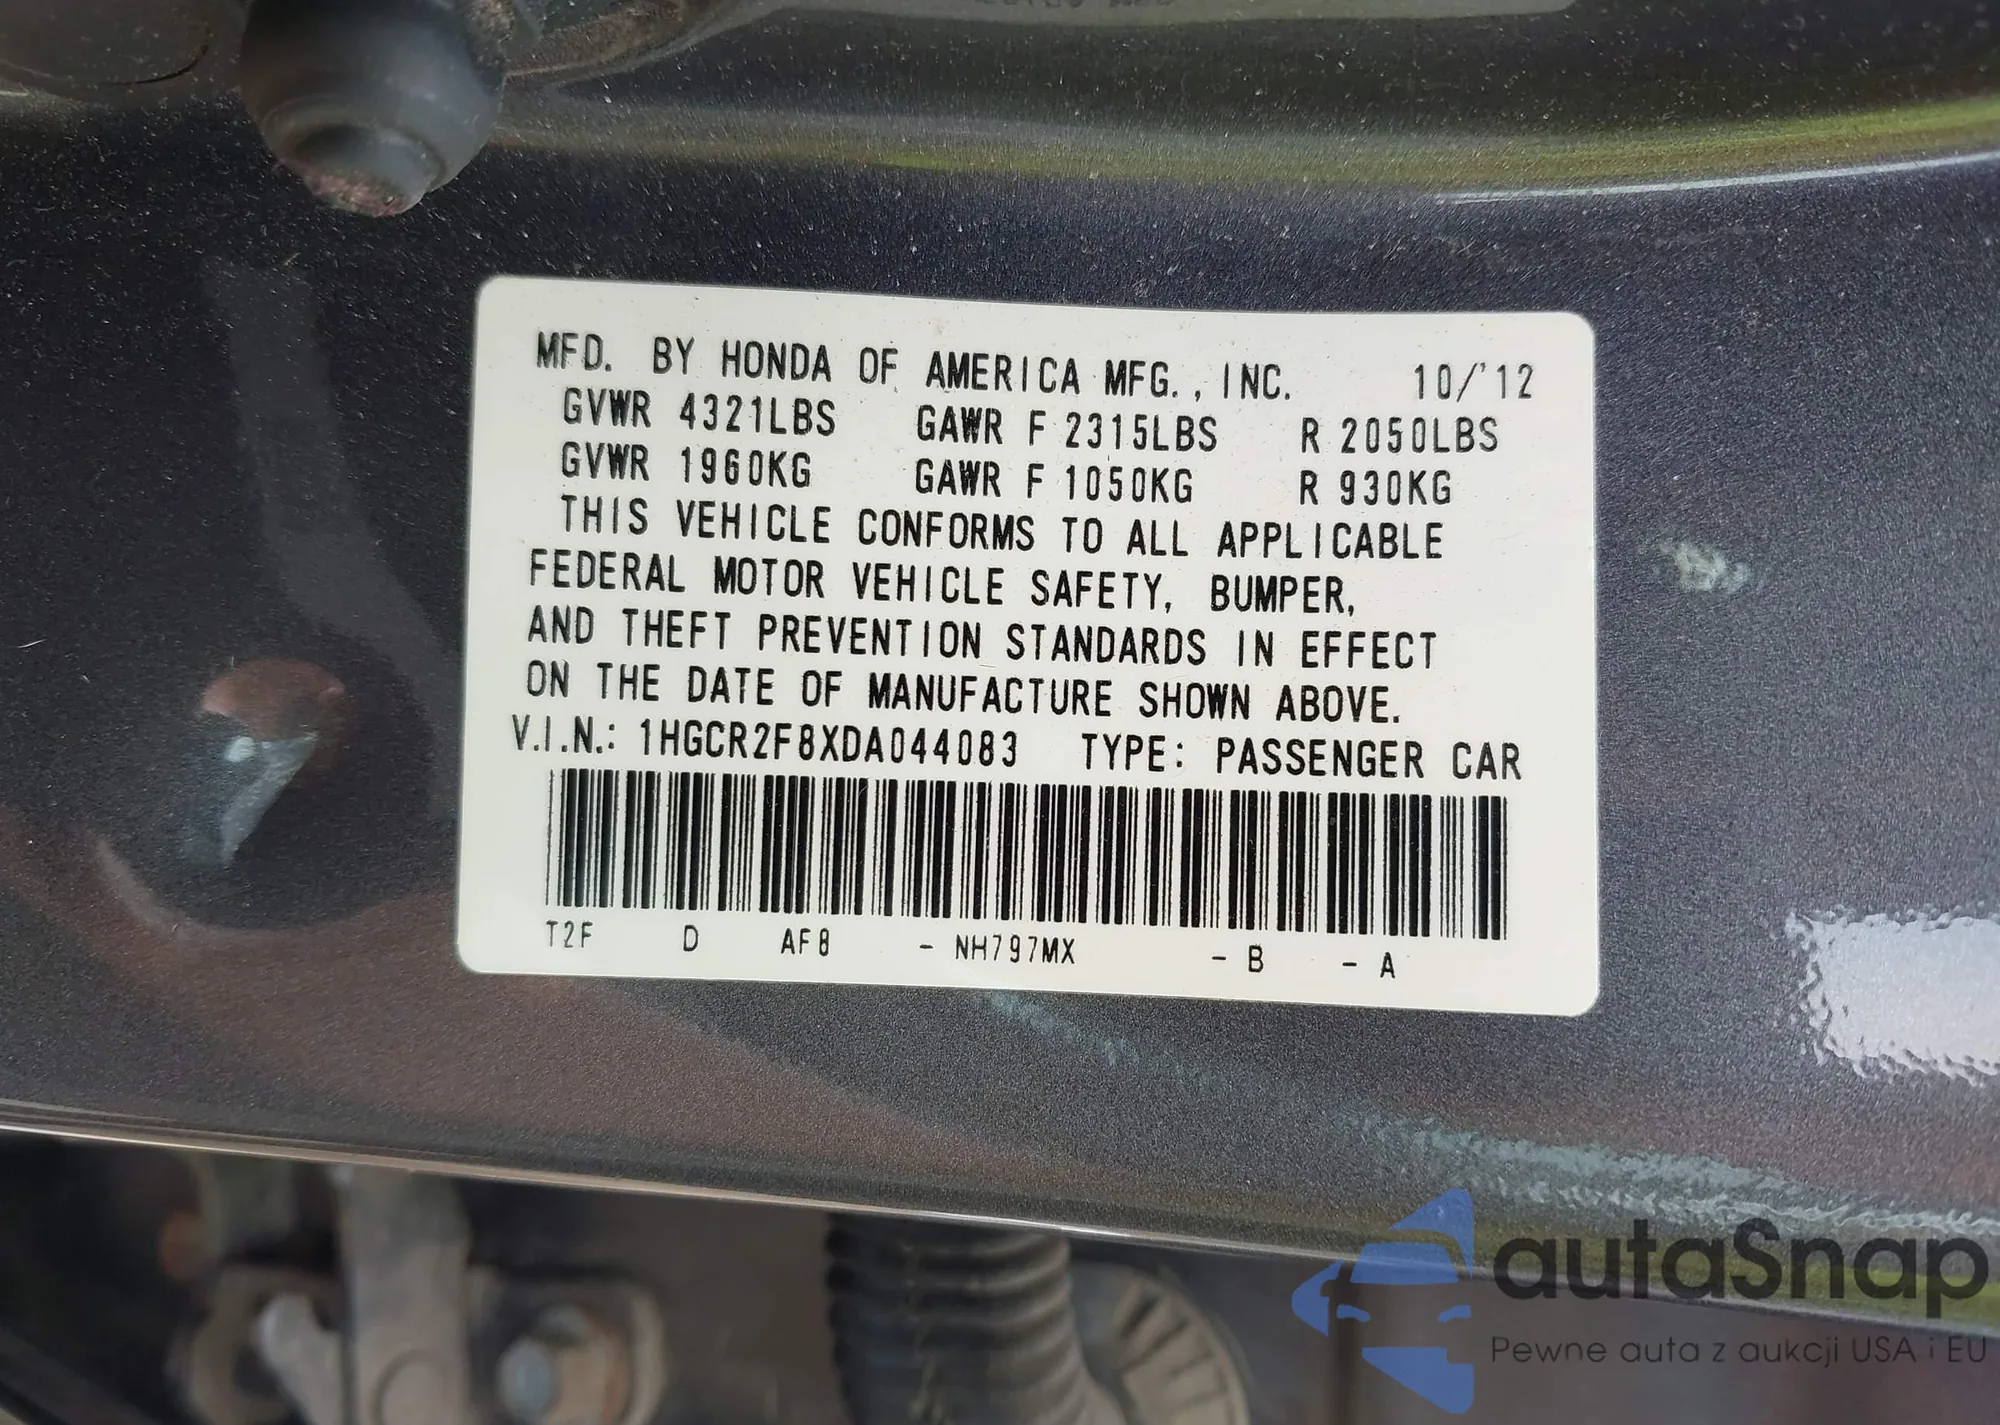 MFD. BY HONDA OF AMERICA MFG., INC. 10/'12
GVWR 4321LBS GAWR F 2315LBS R 2050LBS
GVWR 1960KG GAWR F 1050KG R 930KG
THIS VEHICLE CONFORMS TO ALL APPLICABLE
FEDERAL MOTOR VEHICLE SAFETY, BUMPER,
AND THEFT PREVENTION STANDARDS IN EFFECT
ON THE DATE OF MANUFACTURE SHOWN ABOVE.
V.I.N.: 1HGCR2F8XDA044083 TYPE: PASSENGER CAR
T2F D AF8 - NH797MX - B - A
autaSnap
Pewne auta z aukcji USA i EU